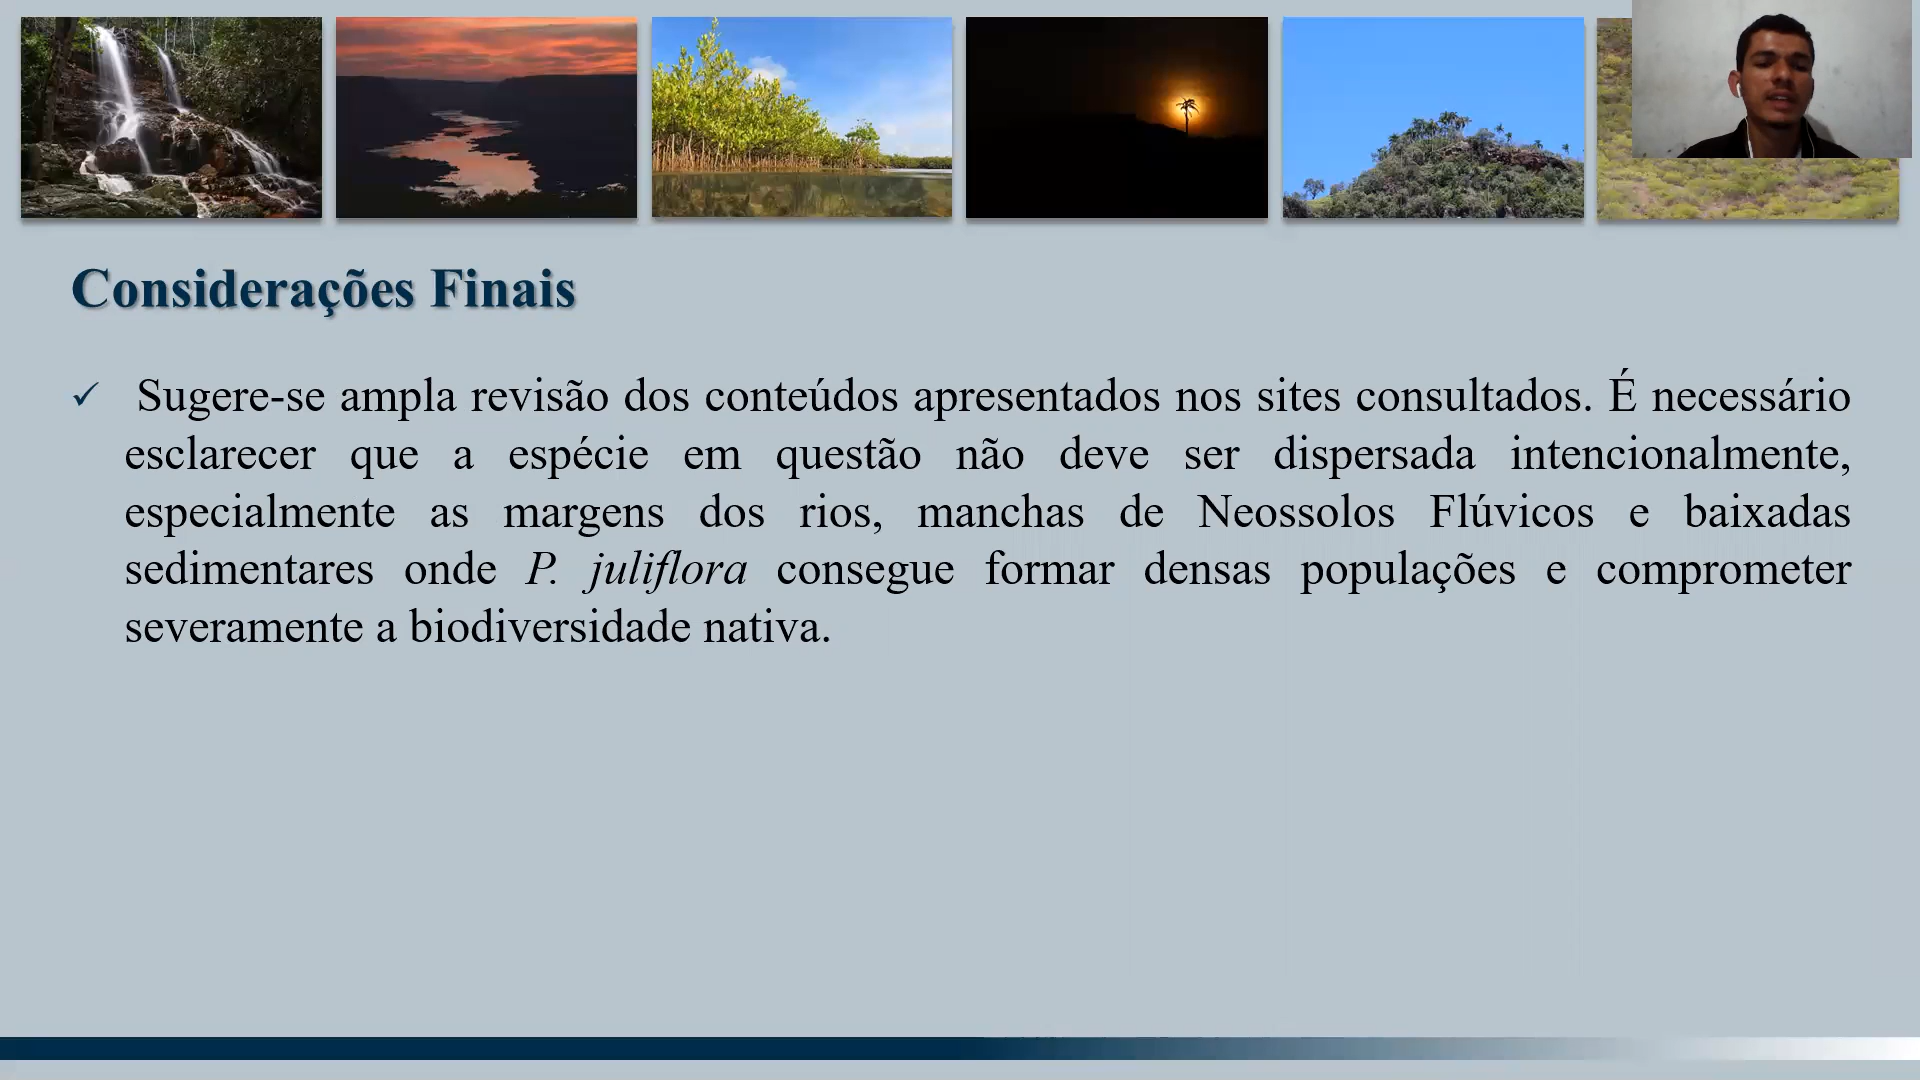 Considerações Finais
✓ Sugere-se ampla revisão dos conteúdos apresentados nos sites consultados. É necessário
esclarecer que a espécie em questão não deve ser dispersada intencionalmente,
especialmente as margens dos rios, manchas de Neossolos Flúvicos e baixadas
sedimentares onde P. juliflora consegue formar densas populações e comprometer
severamente a biodiversidade nativa.